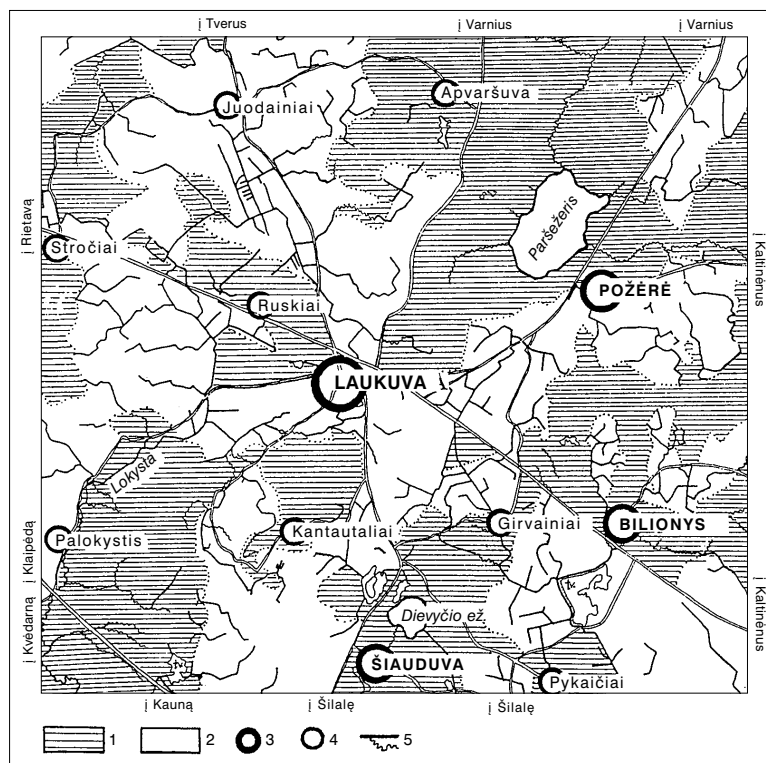 į Tverus
į Varnius
į Varnius
Juodainiai
Apvaršuva
į Rietavą
Stročiai
Paršežeris
į Kaltinėnus
POŽĖRĖ
Ruskiai
LAUKUVA
Lokysta
Palokystis
Kantautaliai
Girvainiai
BILIONYS
į Klaipėdą
į Kvėdarną
Dievyčio ež.
į Kaltinėnus
ŠIAUDUVA
Pykaičiai
į Kauną
į Šilalę
į Šilalę
1 2 3 4 5